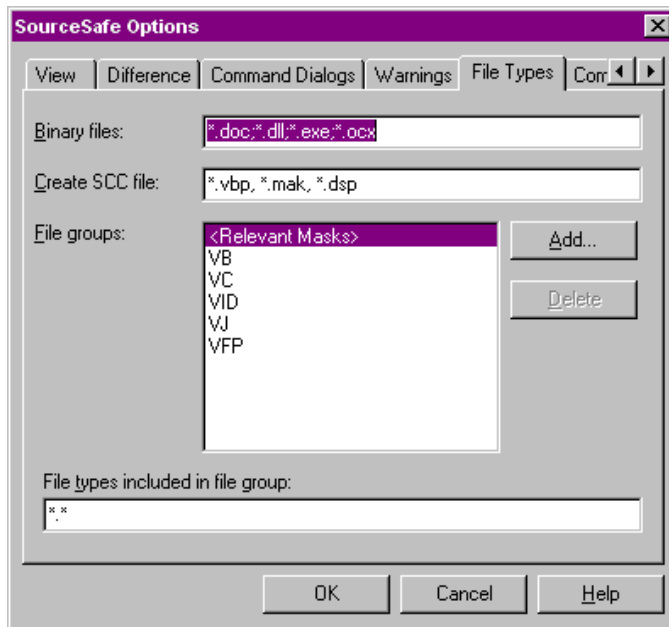 SourceSafe Options
View Difference Command Dialogs Warnings File Types Com
Binary files: *.doc;*.dll;*.exe;*.ocx
Create SCC file: *.vbp, *.mak, *.dsp
File groups: <Relevant Masks> Add...
VB
VC
VID Delete
VJ
VFP
File types included in file group:
*.*
OK Cancel Help